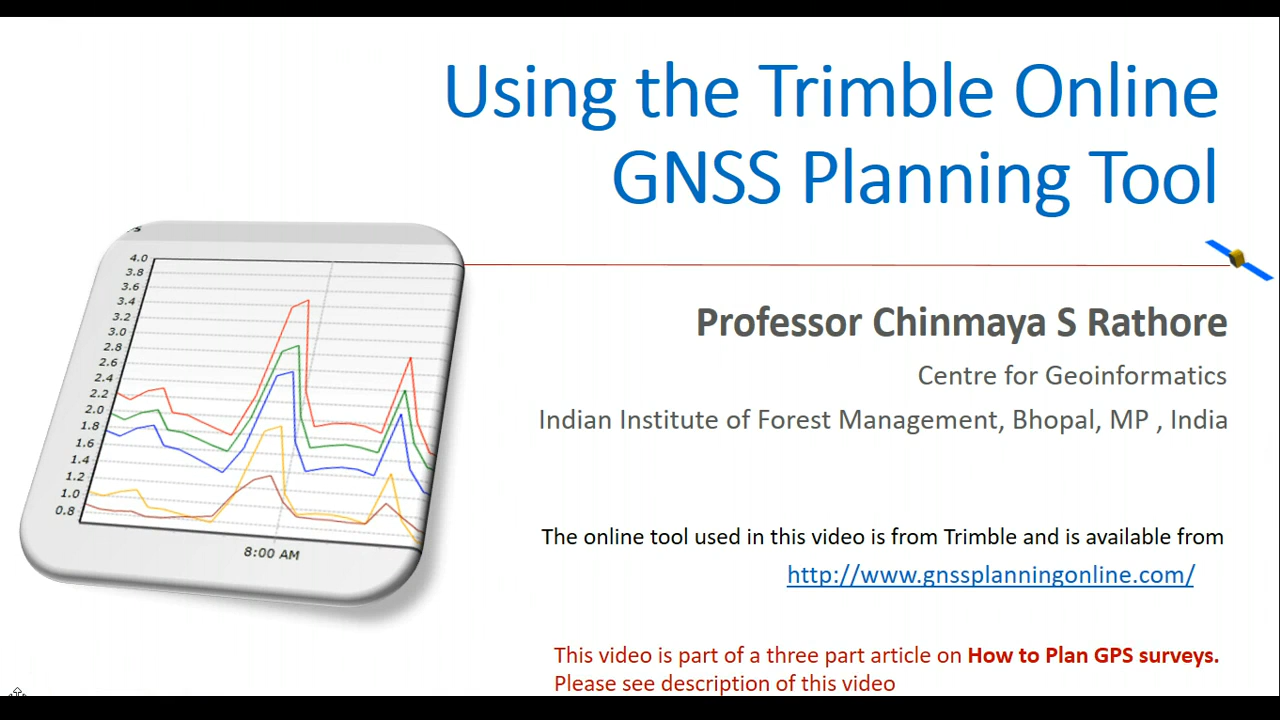 Using the Trimble Online
GNSS Planning Tool
s
4.0
3.8
3.6
3.4
3.2
3.0
2.8
2.6
2.4
2.2
2.0
1.8
1.6
1.4
1.2
1.0
0.8
8:00 AM
Professor Chinmaya S Rathore
Centre for Geoinformatics
Indian Institute of Forest Management, Bhopal, MP , India
The online tool used in this video is from Trimble and is available from
http://www.gnssplanningonline.com/
This video is part of a three part article on How to Plan GPS surveys.
Please see description of this video